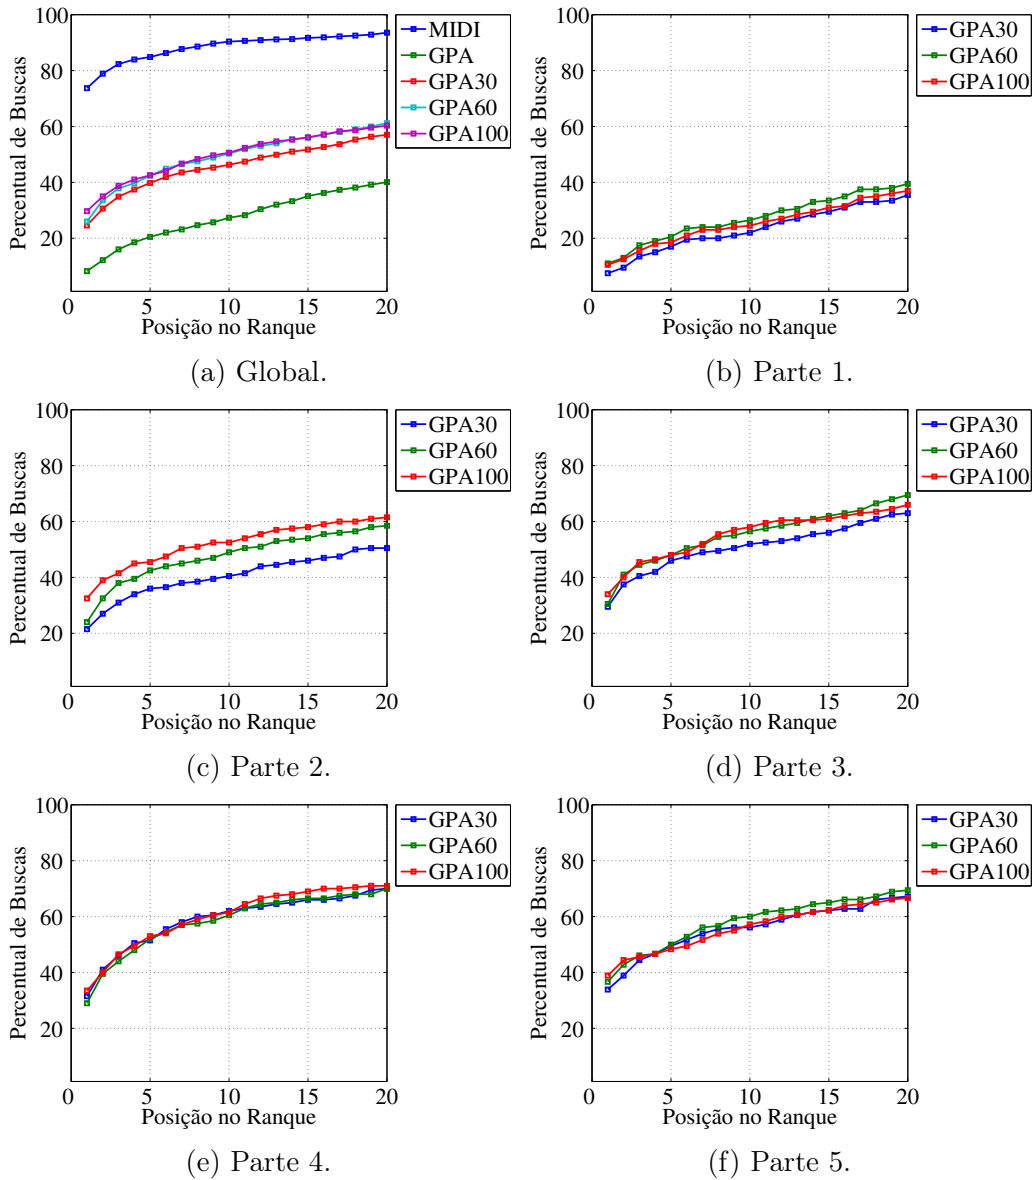 100
80
60
40
20
0
5
10
15
20
Percentual de Buscas
Posição no Ranque
MIDI
GPA
GPA30
GPA60
GPA100
(a) Global.
100
80
60
40
20
0
5
10
15
20
Percentual de Buscas
Posição no Ranque
GPA30
GPA60
GPA100
(b) Parte 1.
100
80
60
40
20
0
5
10
15
20
Percentual de Buscas
Posição no Ranque
GPA30
GPA60
GPA100
(c) Parte 2.
100
80
60
40
20
0
5
10
15
20
Percentual de Buscas
Posição no Ranque
GPA30
GPA60
GPA100
(d) Parte 3.
100
80
60
40
20
0
5
10
15
20
Percentual de Buscas
Posição no Ranque
GPA30
GPA60
GPA100
(e) Parte 4.
100
80
60
40
20
0
5
10
15
20
Percentual de Buscas
Posição no Ranque
GPA30
GPA60
GPA100
(f) Parte 5.